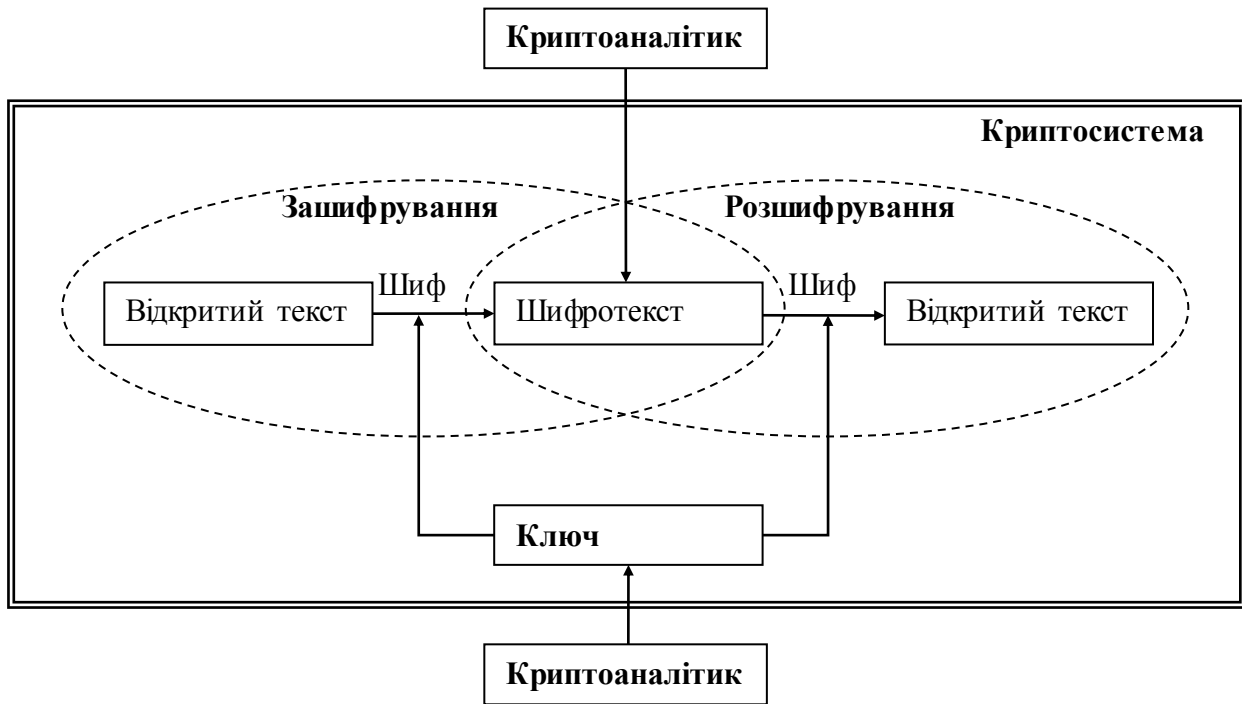 Криптоаналітик
Криптосистема
Зашифрування
Розшифрування
Шиф
Шиф
Відкритий текст
Шифротекст
Відкритий текст
Ключ
Криптоаналітик